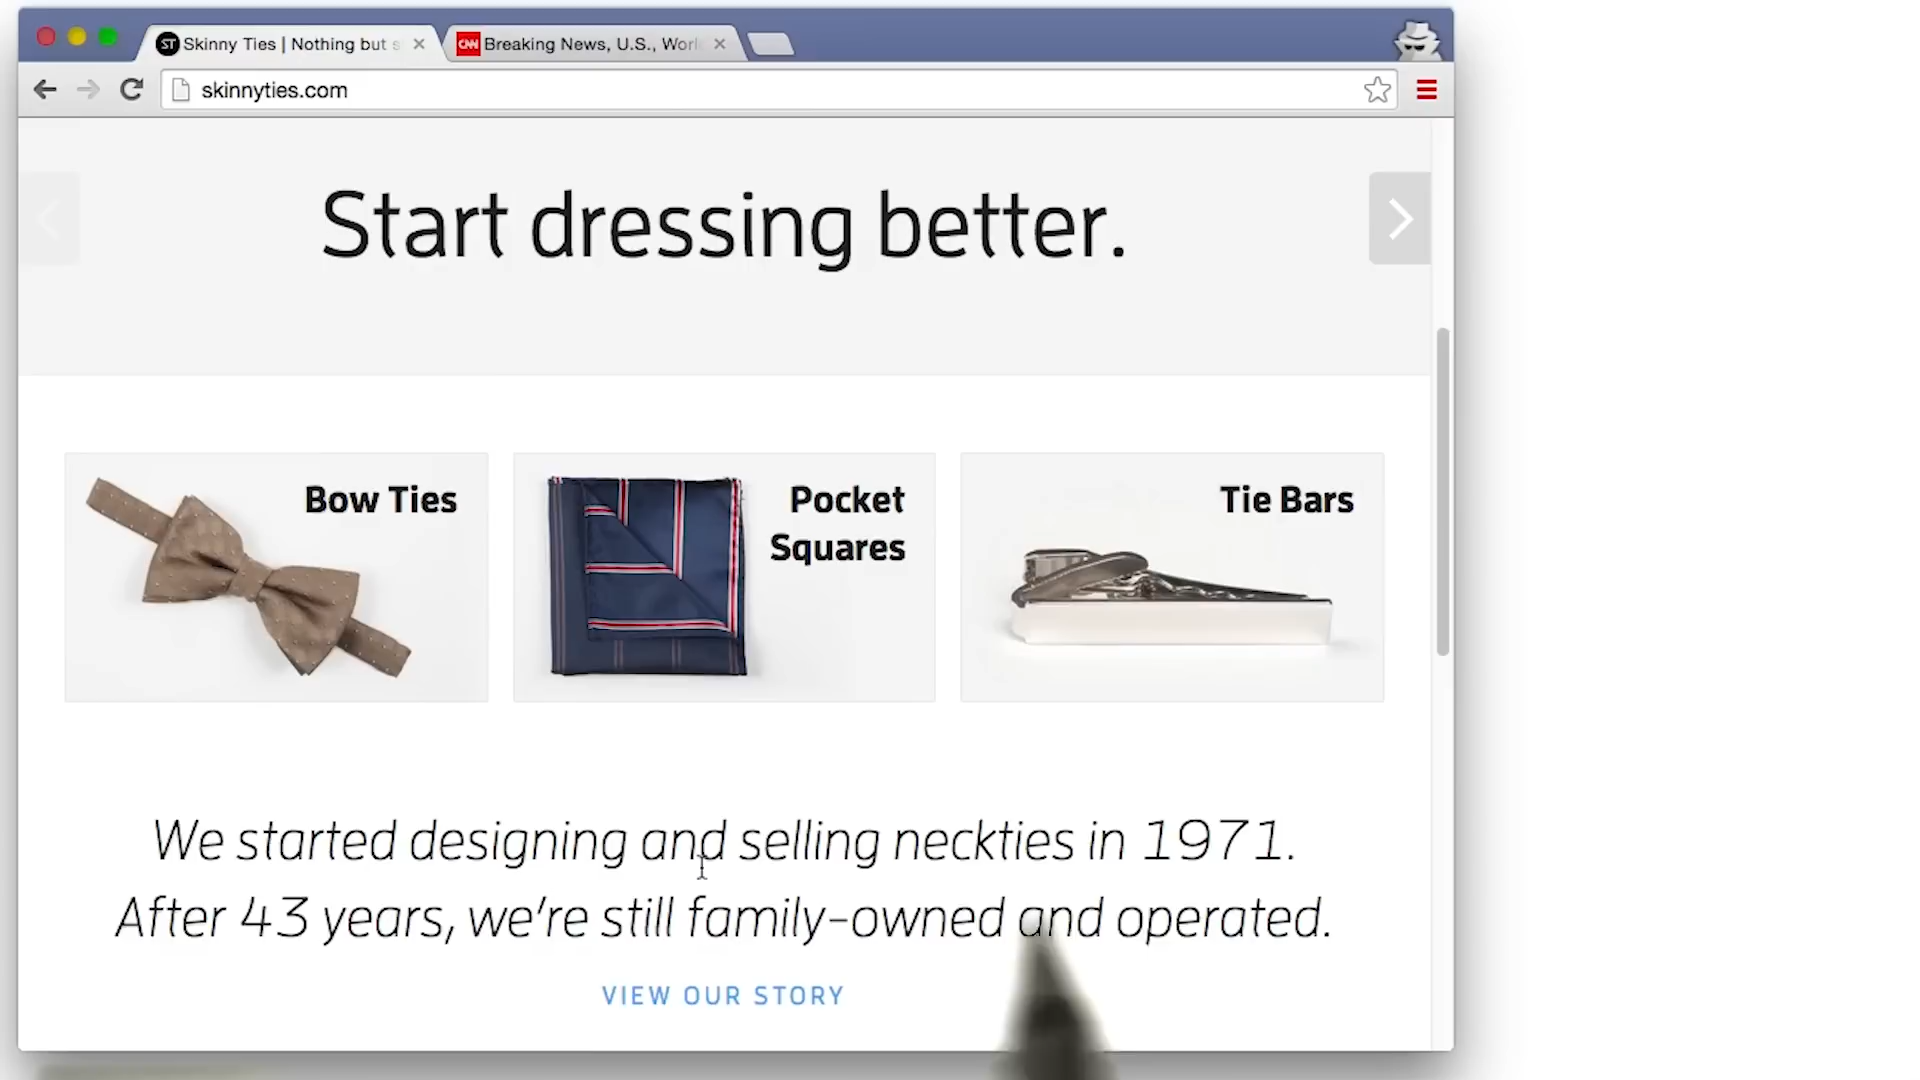 ST Skinny Ties | Nothing but s
CNN Breaking News, U.S., Worl
skinnyties.com
Start dressing better.
Bow Ties
Pocket
Squares
Tie Bars
We started designing and selling neckties in 1971.
After 43 years, we're still family-owned and operated.
VIEW OUR STORY